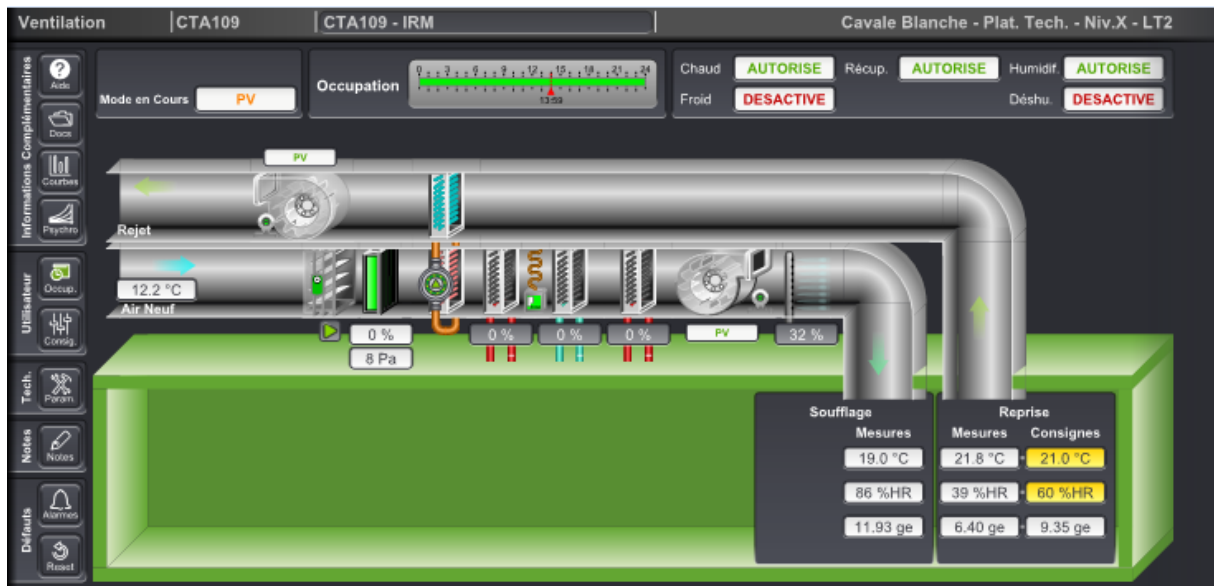 Ventilation CTA109 CTA109 - IRM Cavale Blanche - Plat. Tech. - Niv.X - LT2
Informations Complémentaires
Aide
Docs
Courbes
Psychro
Utilisateur
Occup.
Consig.
Tech.
Param.
Notes
Notes
Défauts
Alarmes
Reset
Mode en Cours PV
Occupation
0 3 6 9 12 15 18 21 24
13:59
Chaud AUTORISE Récup. AUTORISE Humidif. AUTORISE
Froid DESACTIVE Déshu. DESACTIVE
PV
Rejet
12.2 °C
Air Neuf
0 % 0 % 0 % 0 % PV 32 %
8 Pa
Soufflage Reprise
Mesures Mesures Consignes
19.0 °C 21.8 °C 21.0 °C
86 %HR 39 %HR 60 %HR
11.93 ge 6.40 ge 9.35 ge